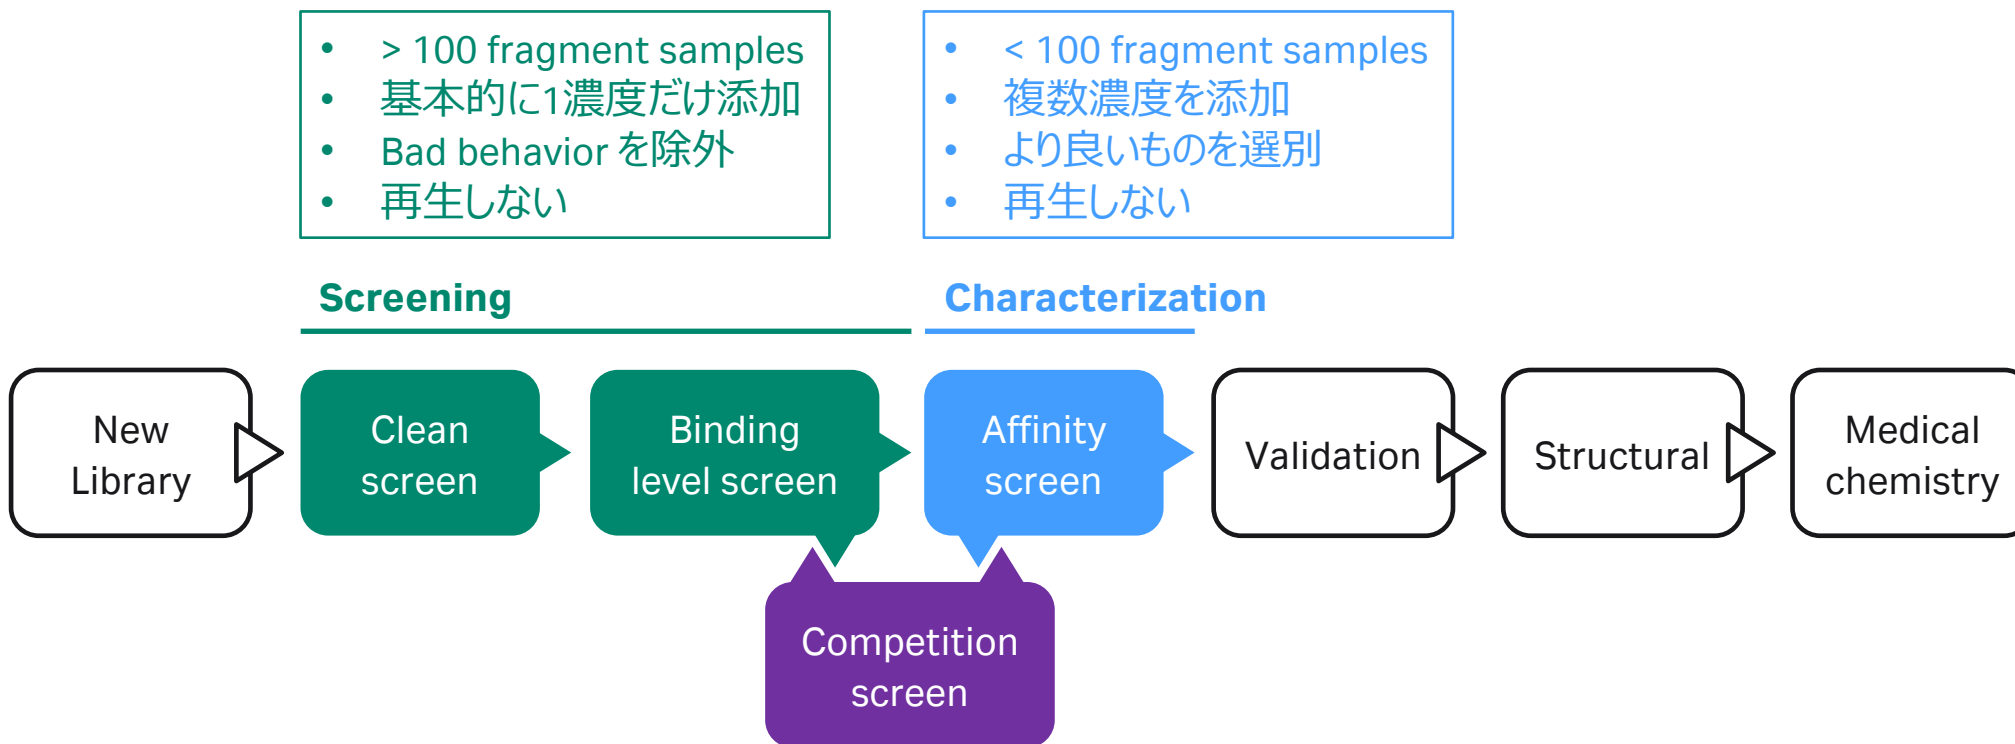 • > 100 fragment samples
• 基本的に1濃度だけ添加
• Bad behavior を除外
• 再生しない
• < 100 fragment samples
• 複数濃度を添加
• より良いものを選別
• 再生しない
Screening
Characterization
New
Library
Clean
screen
Binding
level screen
Affinity
screen
Validation
Structural
Medical
chemistry
Competition
screen